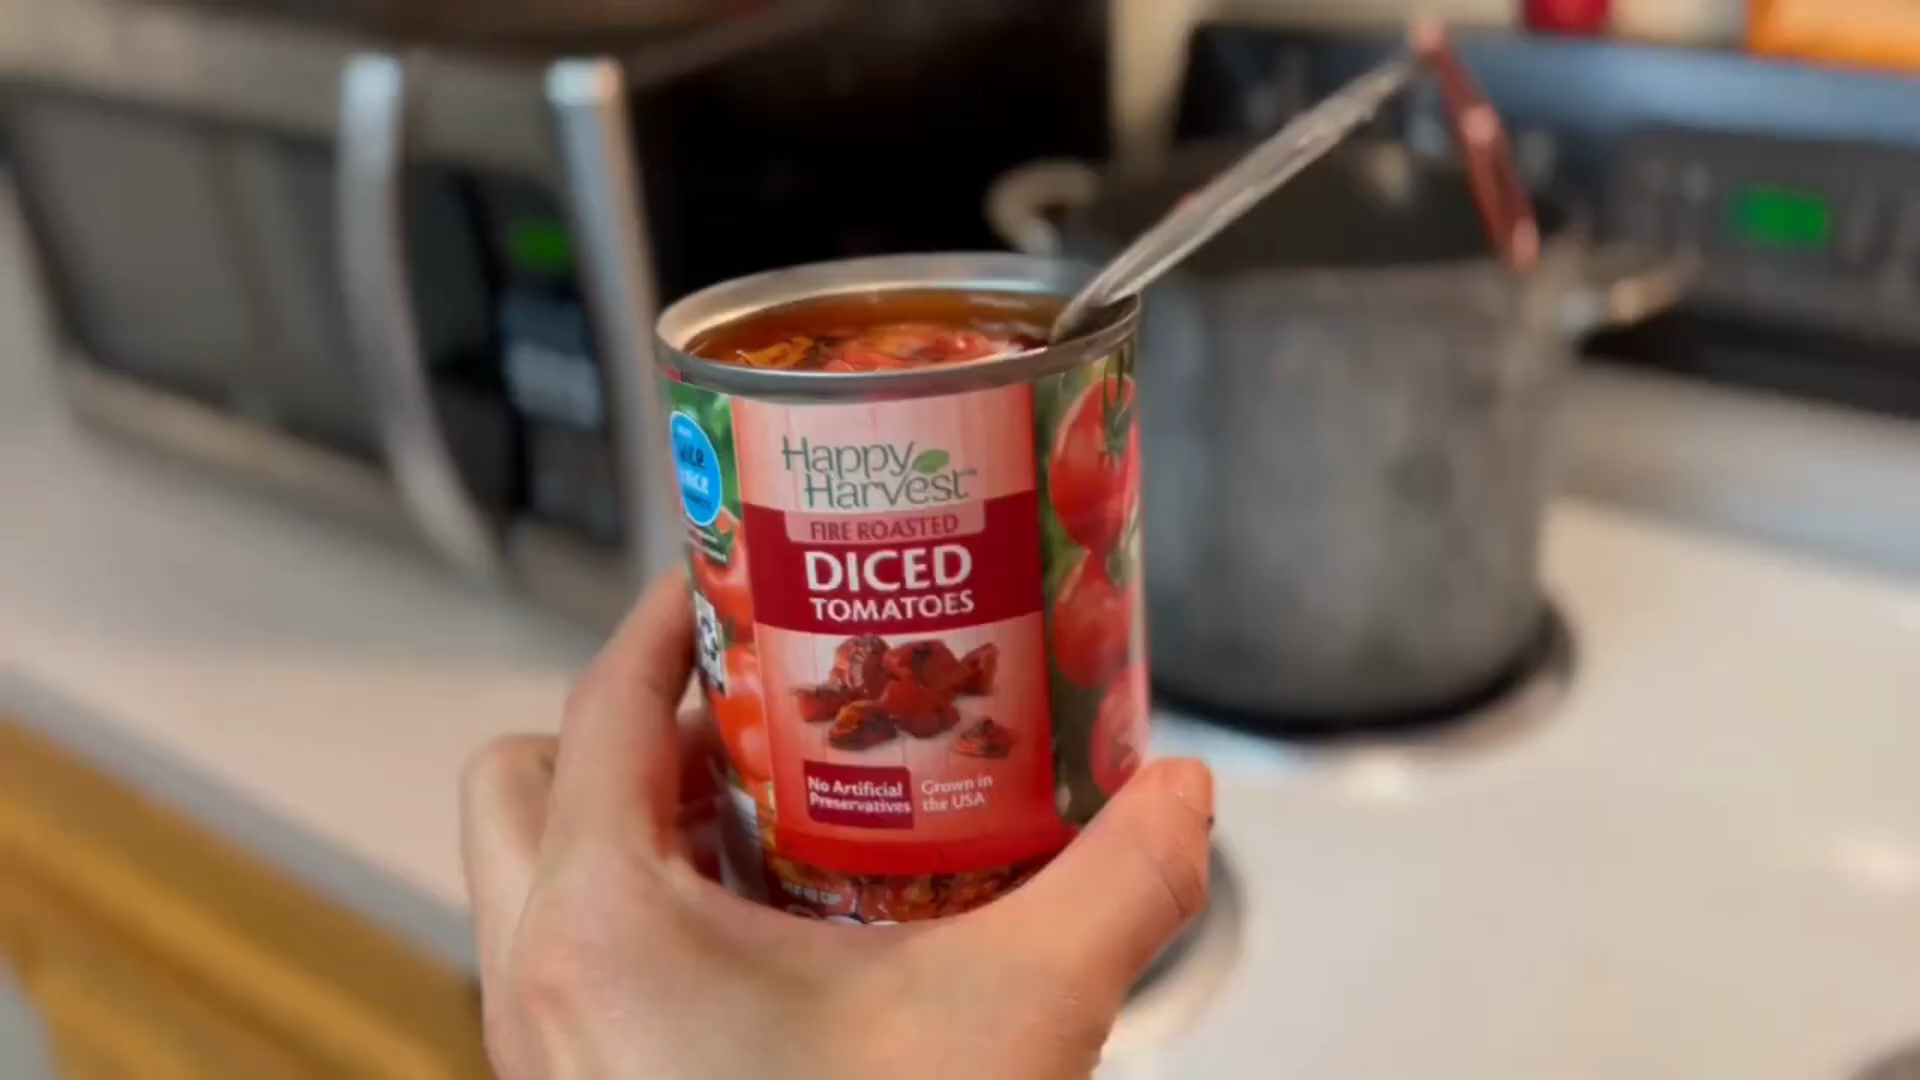 Happy
Harvest
FIRE ROASTED
DICED
TOMATOES
No Artificial
Preservatives
Grown in
the USA